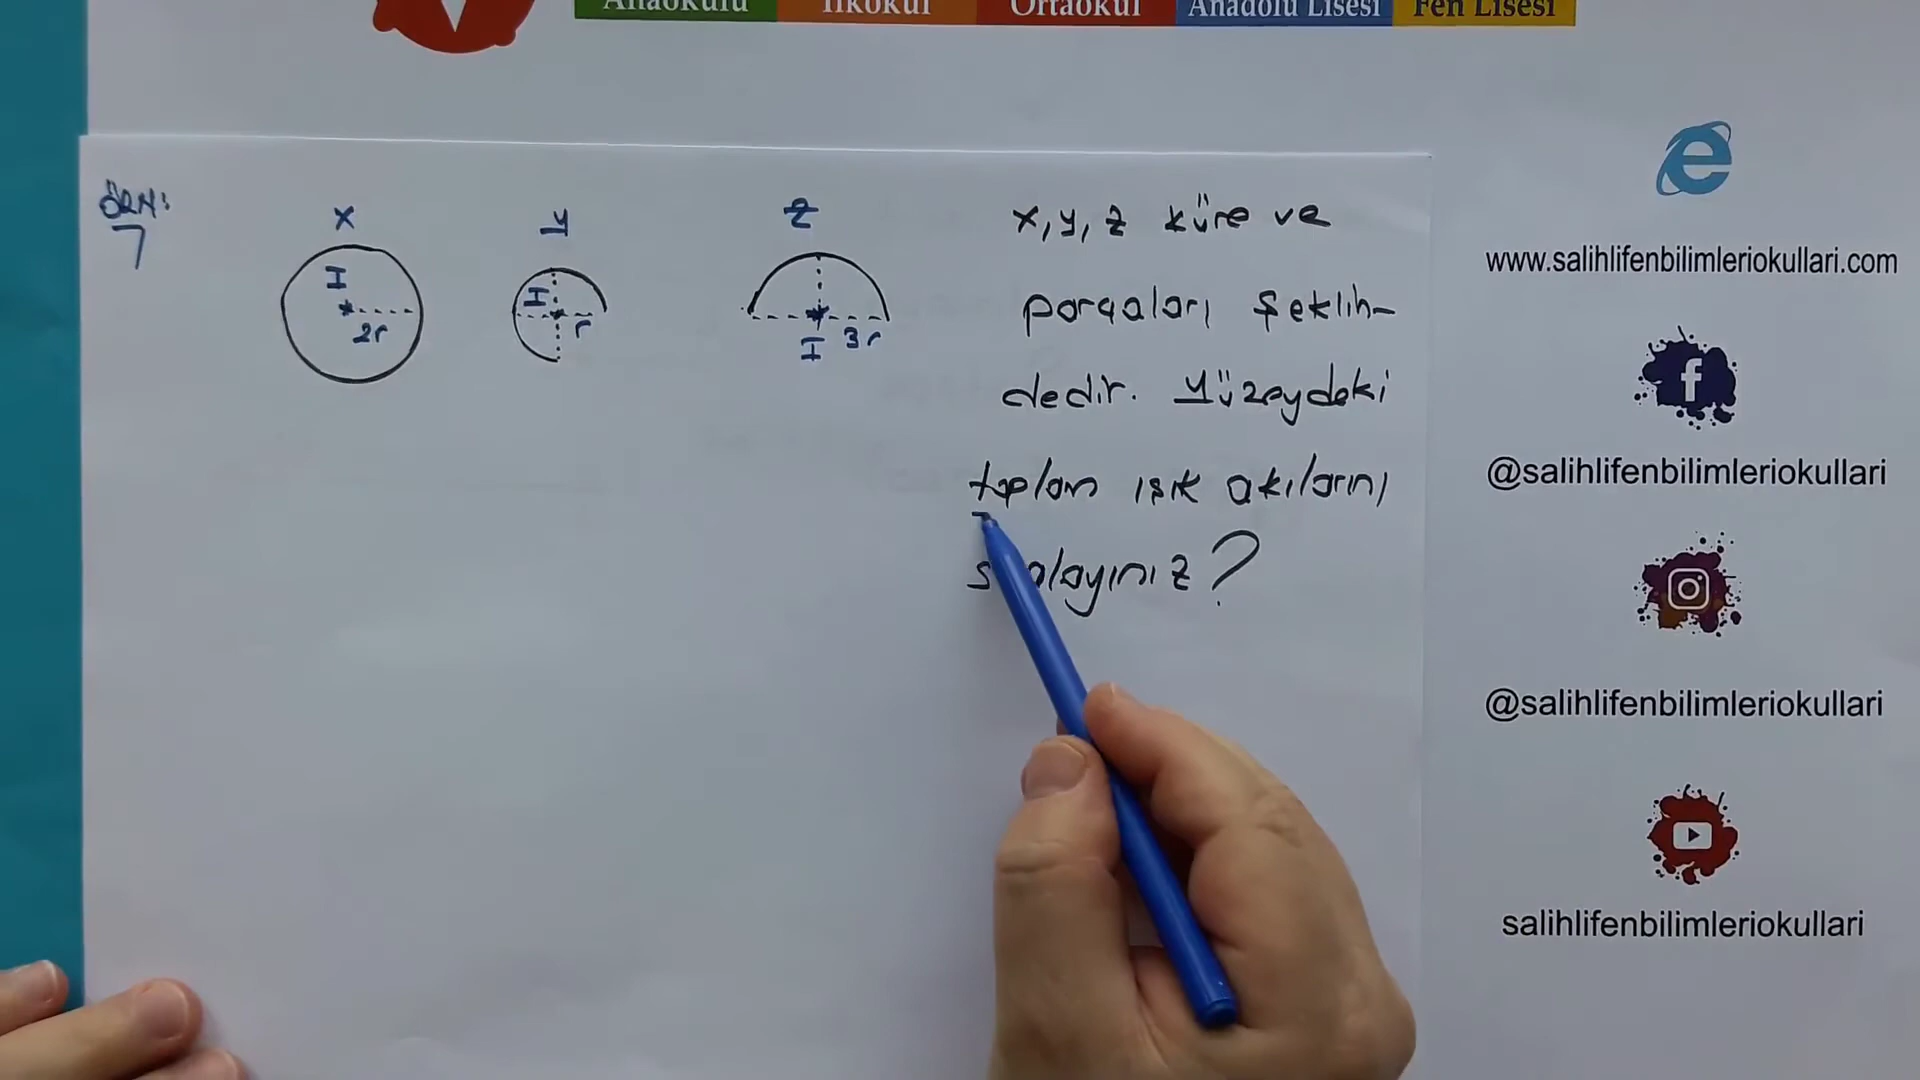 Anaokulu İlkokul Ortaokul Anadolu Lisesi Fen Lisesi
ÖRN:
7
x
I
2r
y
I
r
z
I 3r
x, y, z küre ve
parçaları şeklin-
dedir. Yüzeydeki
toplam ışık akılarını
sıralayınız?
www.salihlifenbilimleriokullari.com
@salihlifenbilimleriokullari
@salihlifenbilimleriokullari
salihlifenbilimleriokullari